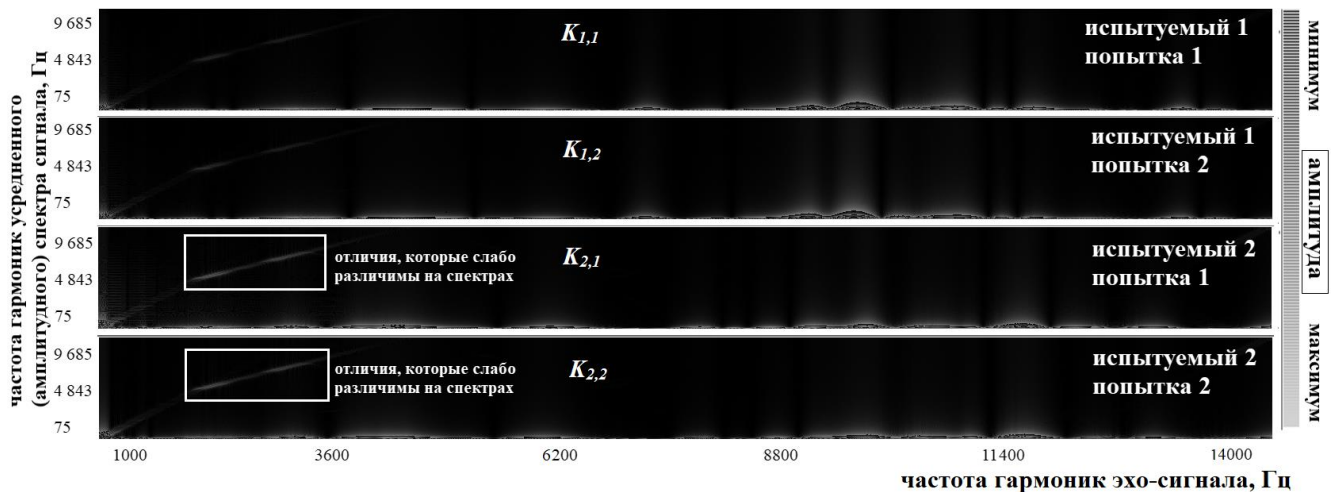 частота гармоник усредненного
(амплитудного) спектра сигнала, Гц
9 685
4 843
75
K1,1
испытуемый 1
попытка 1
9 685
4 843
75
K1,2
испытуемый 1
попытка 2
9 685
4 843
75
отличия, которые слабо
различимы на спектрах
K2,1
испытуемый 2
попытка 1
9 685
4 843
75
отличия, которые слабо
различимы на спектрах
K2,2
испытуемый 2
попытка 2
1000 3600 6200 8800 11400 14000
частота гармоник эхо-сигнала, Гц
минимум
амплитуда
максимум